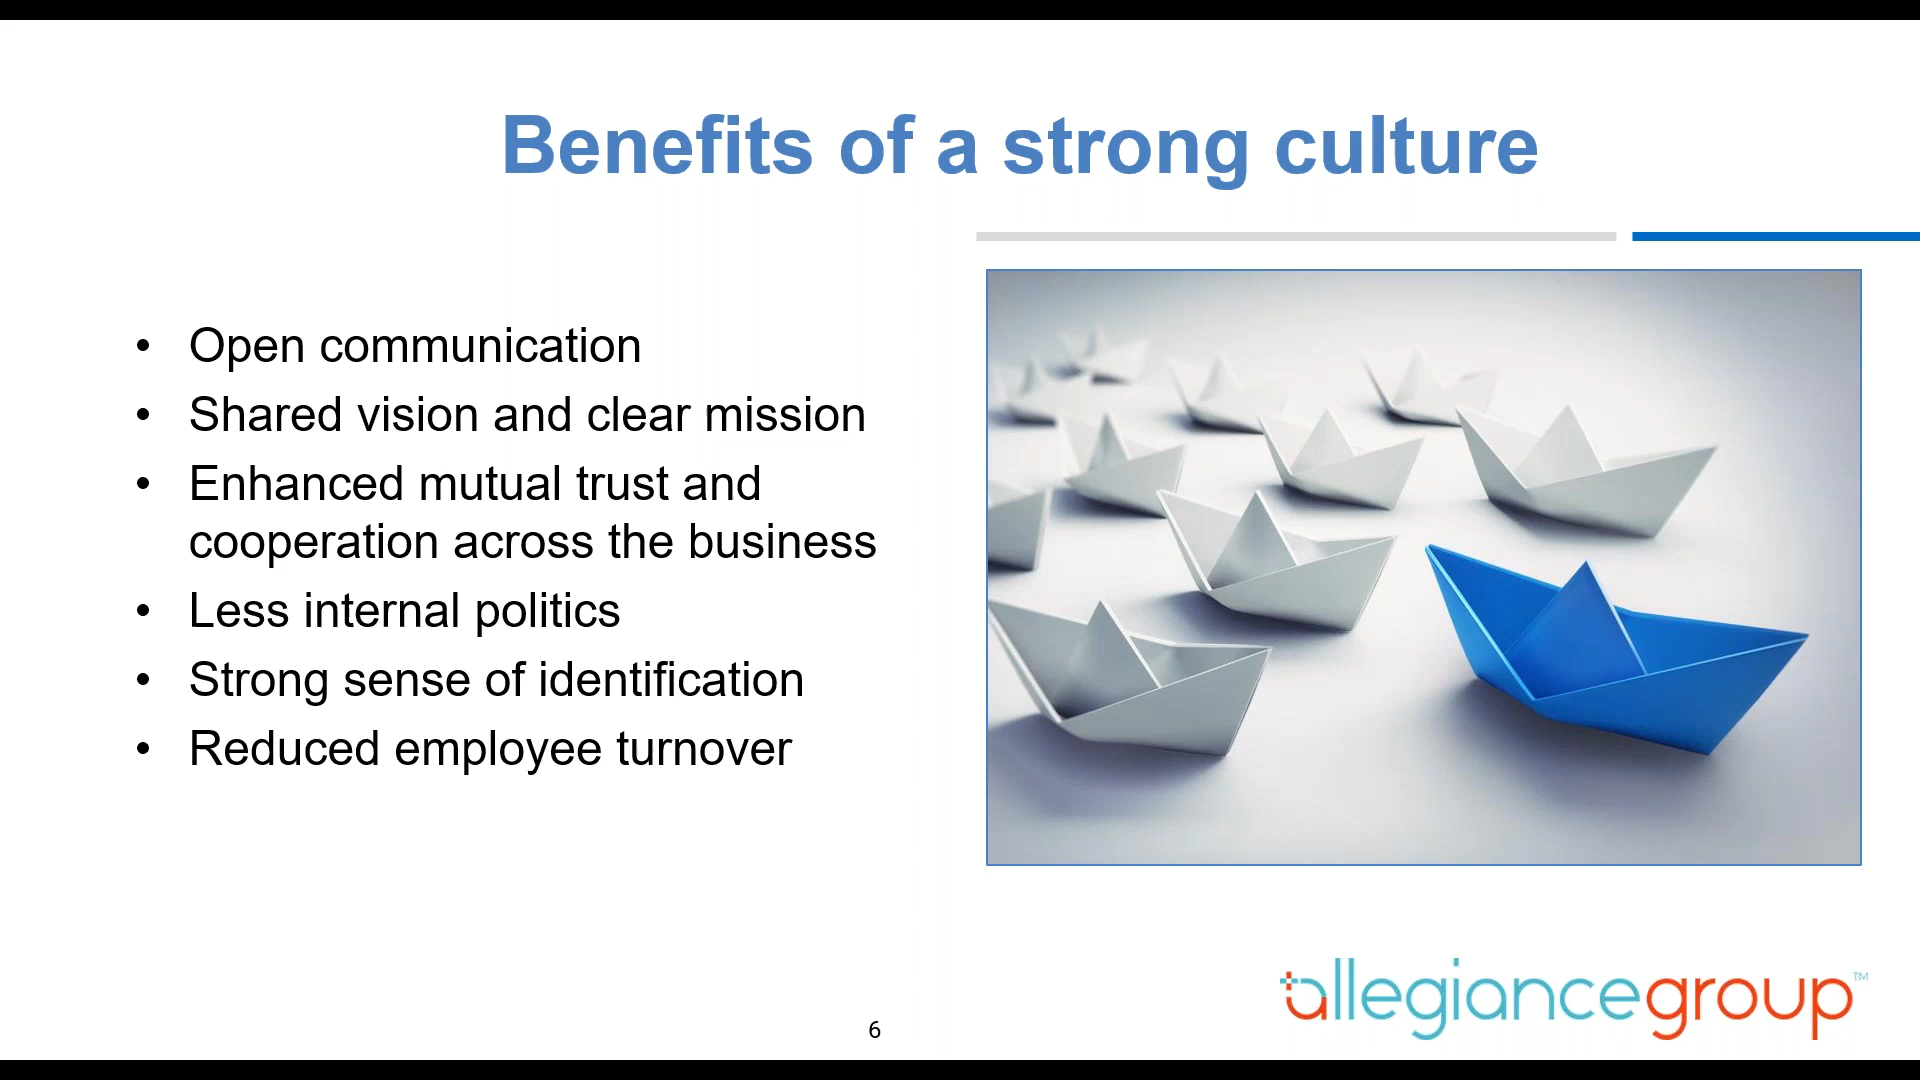 Benefits of a strong culture
• Open communication
• Shared vision and clear mission
• Enhanced mutual trust and
cooperation across the business
• Less internal politics
• Strong sense of identification
• Reduced employee turnover
allegiancegroup™
6